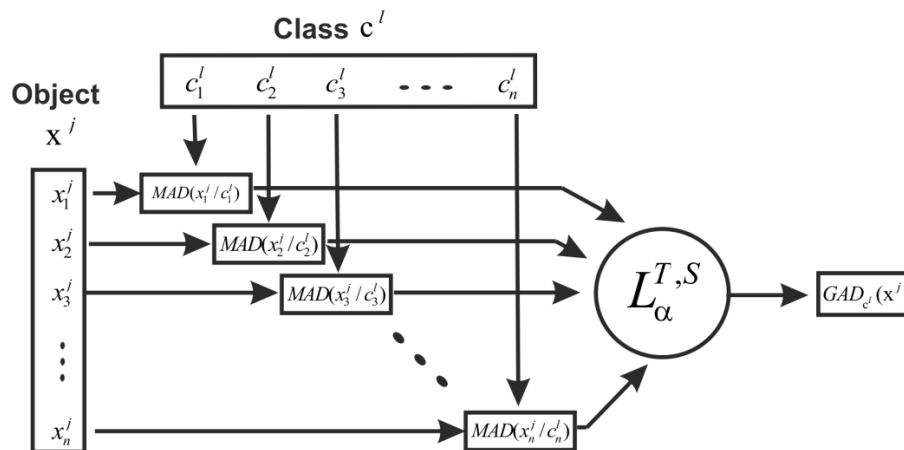 Class c^l
c_1^l c_2^l c_3^l - - - c_n^l
Object
x^j
x_1^j MAD(x_1^j/c_1^l)
x_2^j MAD(x_2^j/c_2^l)
x_3^j MAD(x_3^j/c_3^l)
L_α^{T,S}
GAD_{c^l}(x^j
x_n^j MAD(x_n^j/c_n^l)